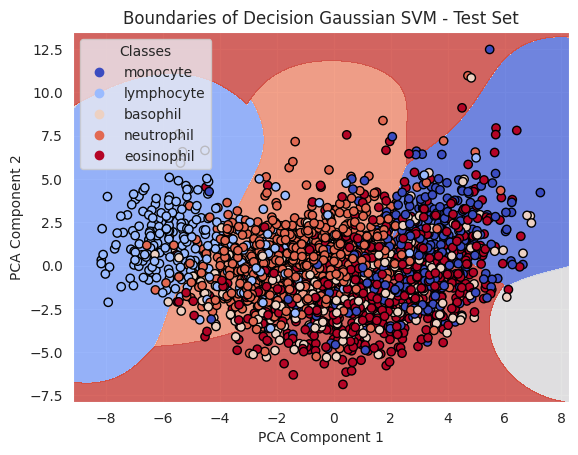 Boundaries of Decision Gaussian SVM - Test Set
Classes
monocyte
lymphocyte
basophil
neutrophil
eosinophil
PCA Component 2
12.5
10.0
7.5
5.0
2.5
0.0
−2.5
−5.0
−7.5
−8 −6 −4 −2 0 2 4 6 8
PCA Component 1